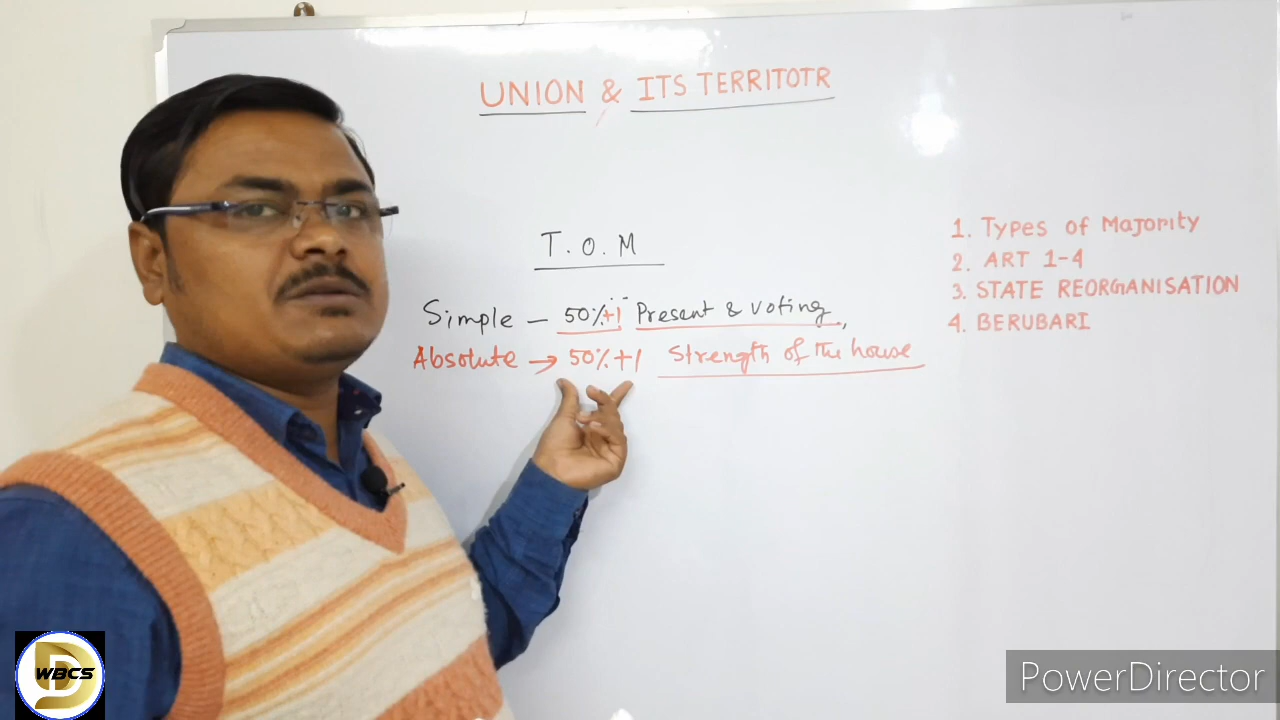 UNION & ITS TERRITOTR
T.O.M
Simple – 50%+1 Present & voting,
Absolute → 50%+1 Strength of the house
1. Types of Majority
2. ART 1-4
3. STATE REORGANISATION
4. BERUBARI
D
WBCS
PowerDirector